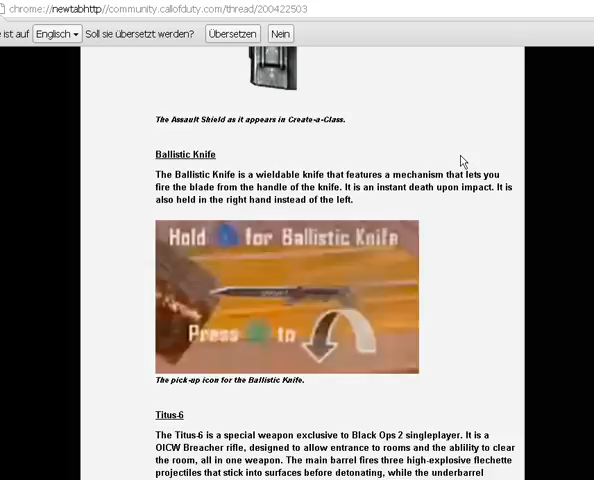 chrome://newtabhttp//community.callofduty.com/thread/200422503
e ist auf Englisch Soll sie übersetzt werden? Übersetzen Nein
The Assault Shield as it appears in Create-a-Class.
Ballistic Knife
The Ballistic Knife is a wieldable knife that features a mechanism that lets you
fire the blade from the handle of the knife. It is an instant death upon impact. It is
also held in the right hand instead of the left.
Hold for Ballistic Knife
Press to
The pick-up icon for the Ballistic Knife.
Titus-6
The Titus-6 is a special weapon exclusive to Black Ops 2 singleplayer. It is a
OICW Breacher rifle, designed to allow entrance to rooms and the ablility to clear
the room, all in one weapon. The main barrel fires three high-explosive flechette
projectiles that stick into surfaces before detonating, while the underbarrel